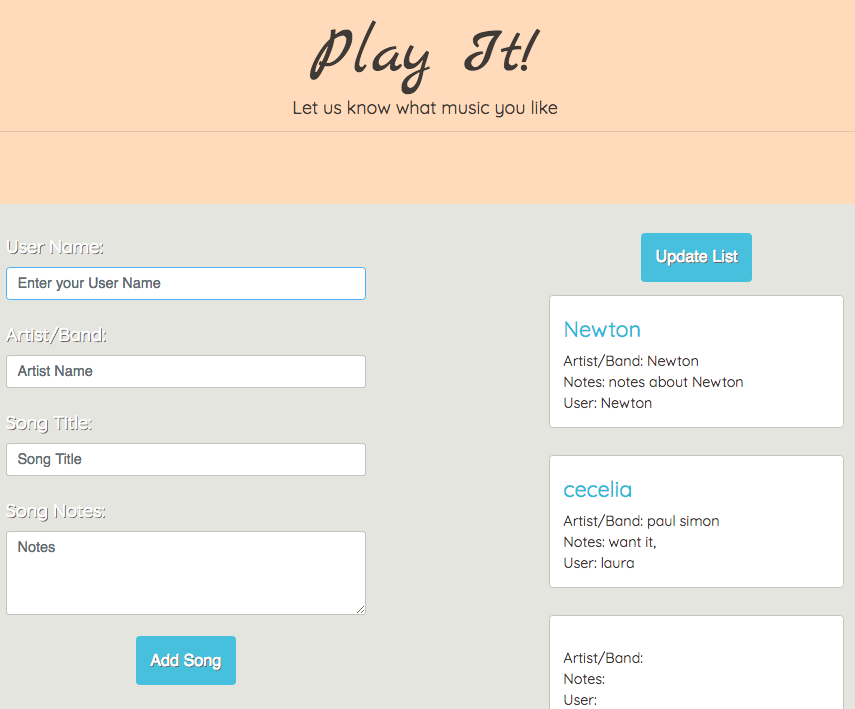 Play It!
Let us know what music you like
User Name:
Enter your User Name
Artist/Band:
Artist Name
Song Title:
Song Title
Song Notes:
Notes
Add Song
Update List
Newton
Artist/Band: Newton
Notes: notes about Newton
User: Newton
cecelia
Artist/Band: paul simon
Notes: want it,
User: laura
Artist/Band:
Notes:
User: